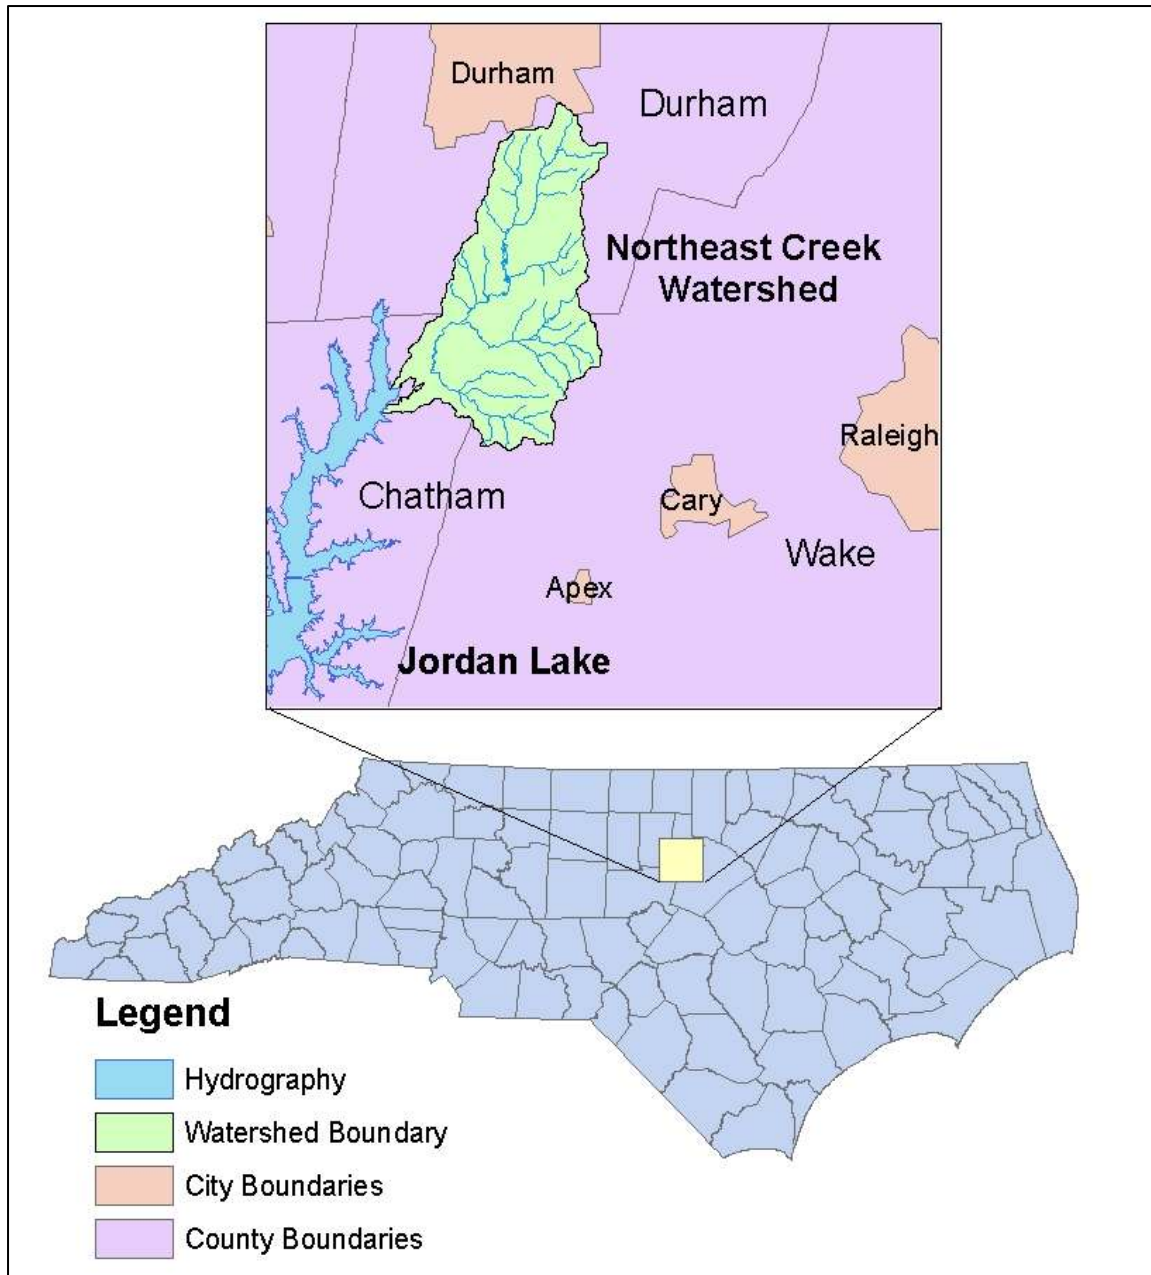 Durham
Durham
Northeast Creek
Watershed
Raleigh
Chatham
Cary
Wake
Apex
Jordan Lake
Legend
Hydrography
Watershed Boundary
City Boundaries
County Boundaries